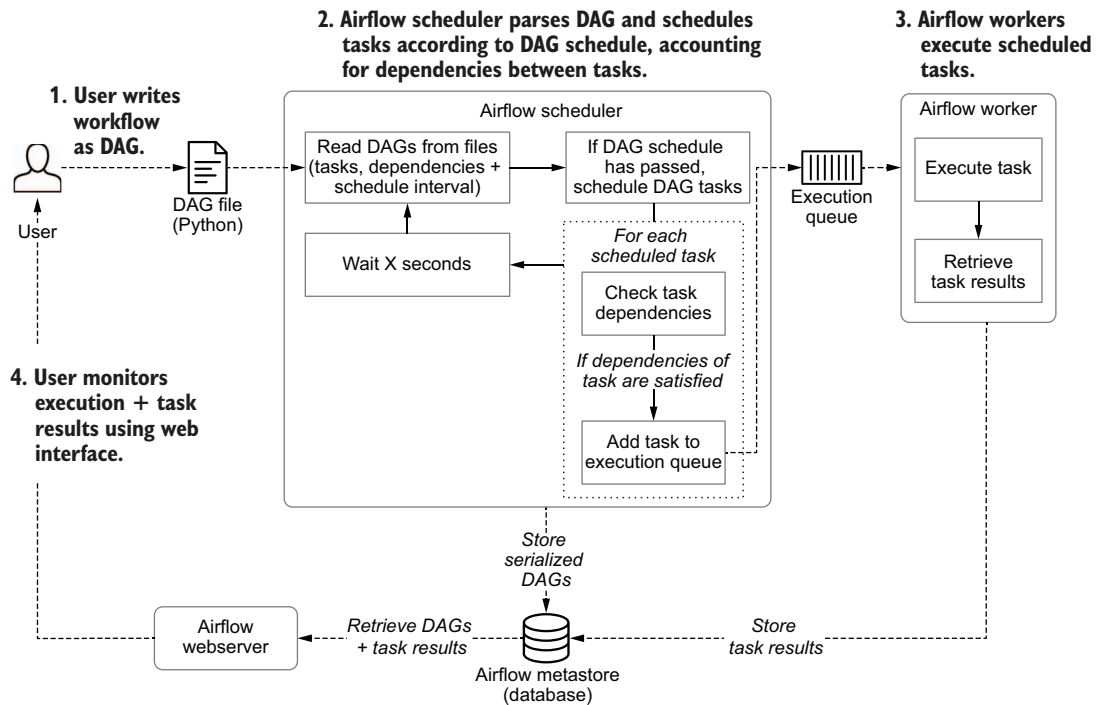 2. Airflow scheduler parses DAG and schedules
tasks according to DAG schedule, accounting
for dependencies between tasks.
3. Airflow workers
execute scheduled
tasks.
1. User writes
workflow
as DAG.
User
DAG file
(Python)
Airflow scheduler
Read DAGs from files
(tasks, dependencies +
schedule interval)
If DAG schedule
has passed,
schedule DAG tasks
Wait X seconds
For each
scheduled task
Check task
dependencies
If dependencies of
task are satisfied
Add task to
execution queue
Execution
queue
Airflow worker
Execute task
Retrieve
task results
4. User monitors
execution + task
results using web
interface.
Store
serialized
DAGs
Airflow
webserver
Retrieve DAGs
+ task results
Airflow metastore
(database)
Store
task results